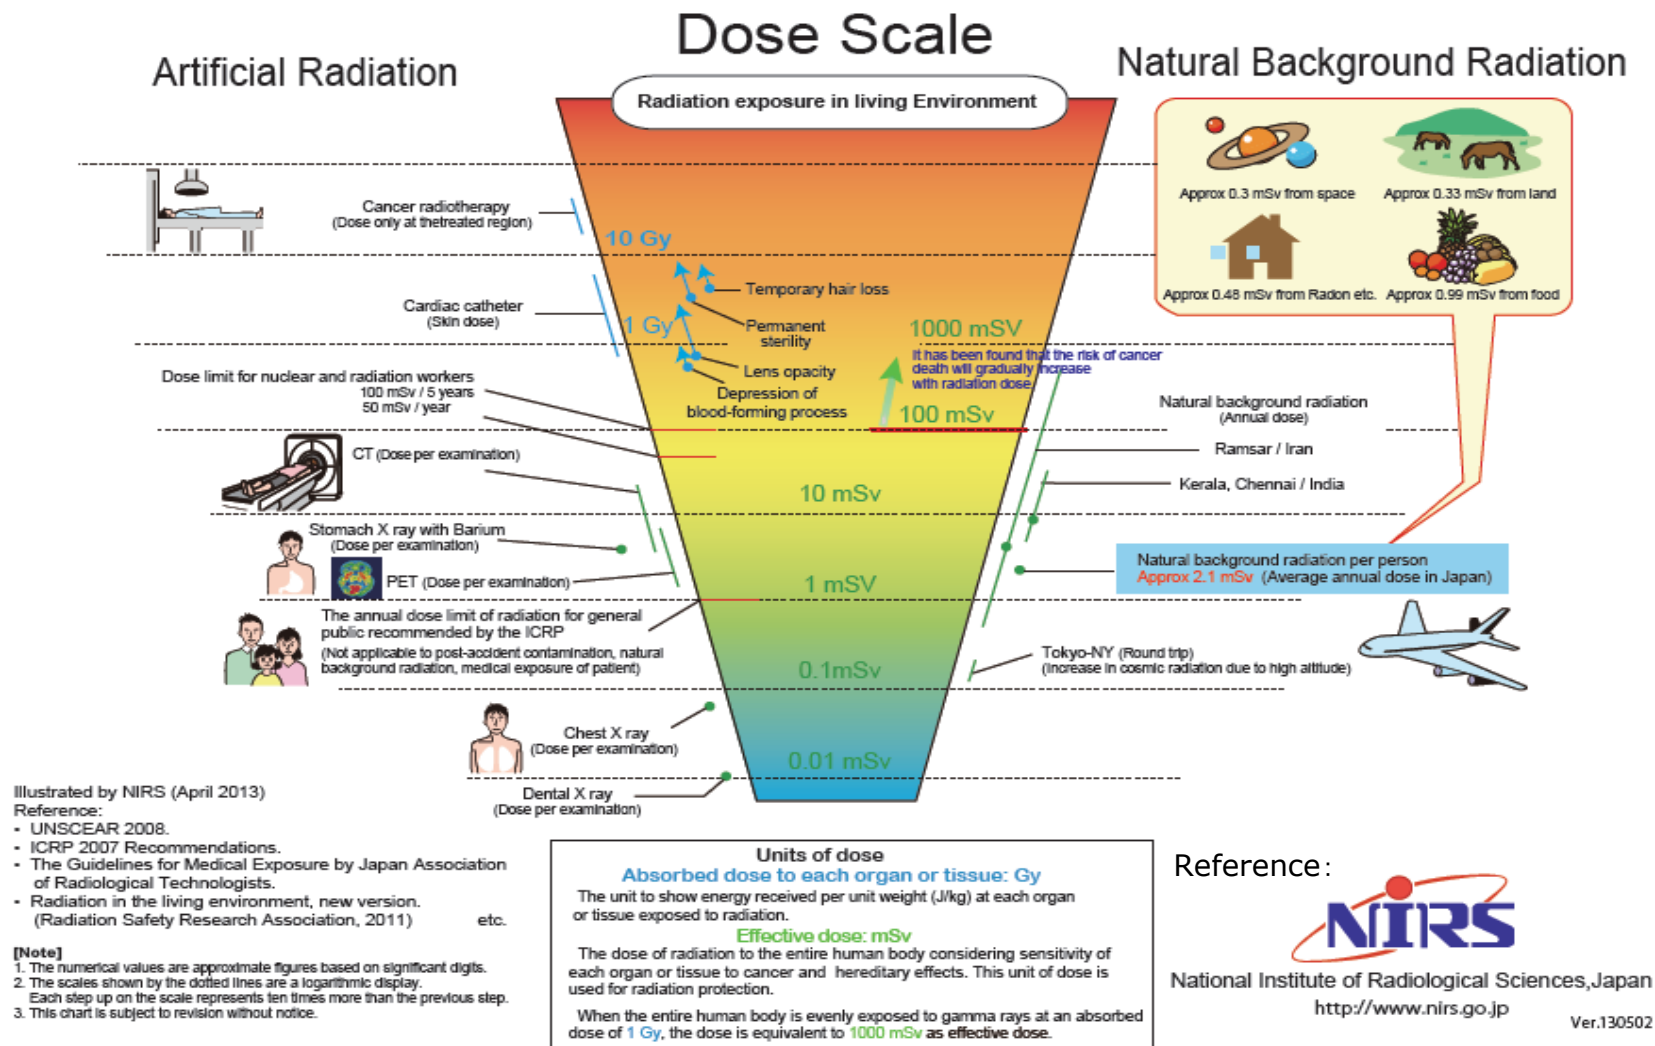 Dose Scale
Artificial Radiation
Natural Background Radiation
Radiation exposure in living Environment
Approx 0.3 mSv from space
Approx 0.33 mSv from land
Approx 0.48 mSv from Radon etc.
Approx 0.99 mSv from food
Cancer radiotherapy
(Dose only at thetreated region)
10 Gy
Temporary hair loss
Cardiac catheter
(Skin dose)
1 Gy
Permanent
sterility
1000 mSV
It has been found that the risk of cancer
death will gradually increase
with radiation dose
Lens opacity
Depression of
blood-forming process
Dose limit for nuclear and radiation workers
100 mSv / 5 years
50 mSv / year
100 mSv
Natural background radiation
(Annual dose)
CT (Dose per examination)
Ramsar / Iran
Kerala, Chennai / India
10 mSv
Stomach X ray with Barium
(Dose per examination)
PET (Dose per examination)
Natural background radiation per person
Approx 2.1 mSv (Average annual dose in Japan)
1 mSV
The annual dose limit of radiation for general
public recommended by the ICRP
(Not applicable to post-accident contamination, natural
background radiation, medical exposure of patient)
Tokyo-NY (Round trip)
(Increase in cosmic radiation due to high altitude)
0.1mSv
Chest X ray
(Dose per examination)
0.01 mSv
Dental X ray
(Dose per examination)
Illustrated by NIRS (April 2013)
Reference:
- UNSCEAR 2008.
- ICRP 2007 Recommendations.
- The Guidelines for Medical Exposure by Japan Association
of Radiological Technologists.
- Radiation in the living environment, new version.
(Radiation Safety Research Association, 2011) etc.
[Note]
1. The numerical values are approximate figures based on significant digits.
2. The scales shown by the dotted lines are a logarithmic display.
Each step up on the scale represents ten times more than the previous step.
3. This chart is subject to revision without notice.
Units of dose
Absorbed dose to each organ or tissue: Gy
The unit to show energy received per unit weight (J/kg) at each organ
or tissue exposed to radiation.
Effective dose: mSv
The dose of radiation to the entire human body considering sensitivity of
each organ or tissue to cancer and hereditary effects. This unit of dose is
used for radiation protection.
When the entire human body is evenly exposed to gamma rays at an absorbed
dose of 1 Gy, the dose is equivalent to 1000 mSv as effective dose.
Reference:
NIRS
National Institute of Radiological Sciences,Japan
http://www.nirs.go.jp
Ver.130502